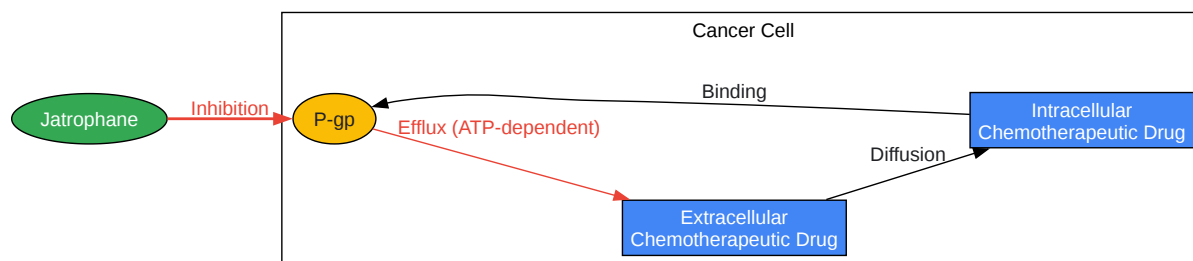 Cancer Cell
Jatrophane
Inhibition
P-gp
Efflux (ATP-dependent)
Binding
Intracellular
Chemotherapeutic Drug
Diffusion
Extracellular
Chemotherapeutic Drug